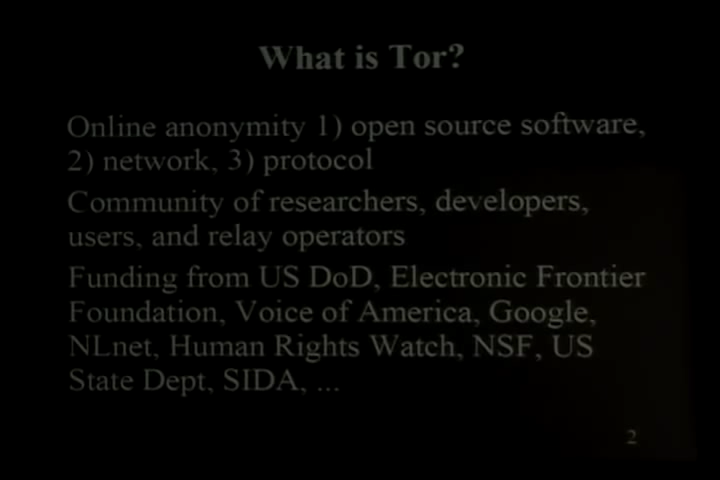 What is Tor?
Online anonymity 1) open source software,
2) network, 3) protocol
Community of researchers, developers,
users, and relay operators
Funding from US DoD, Electronic Frontier
Foundation, Voice of America, Google,
NLnet, Human Rights Watch, NSF, US
State Dept, SIDA, ...
2